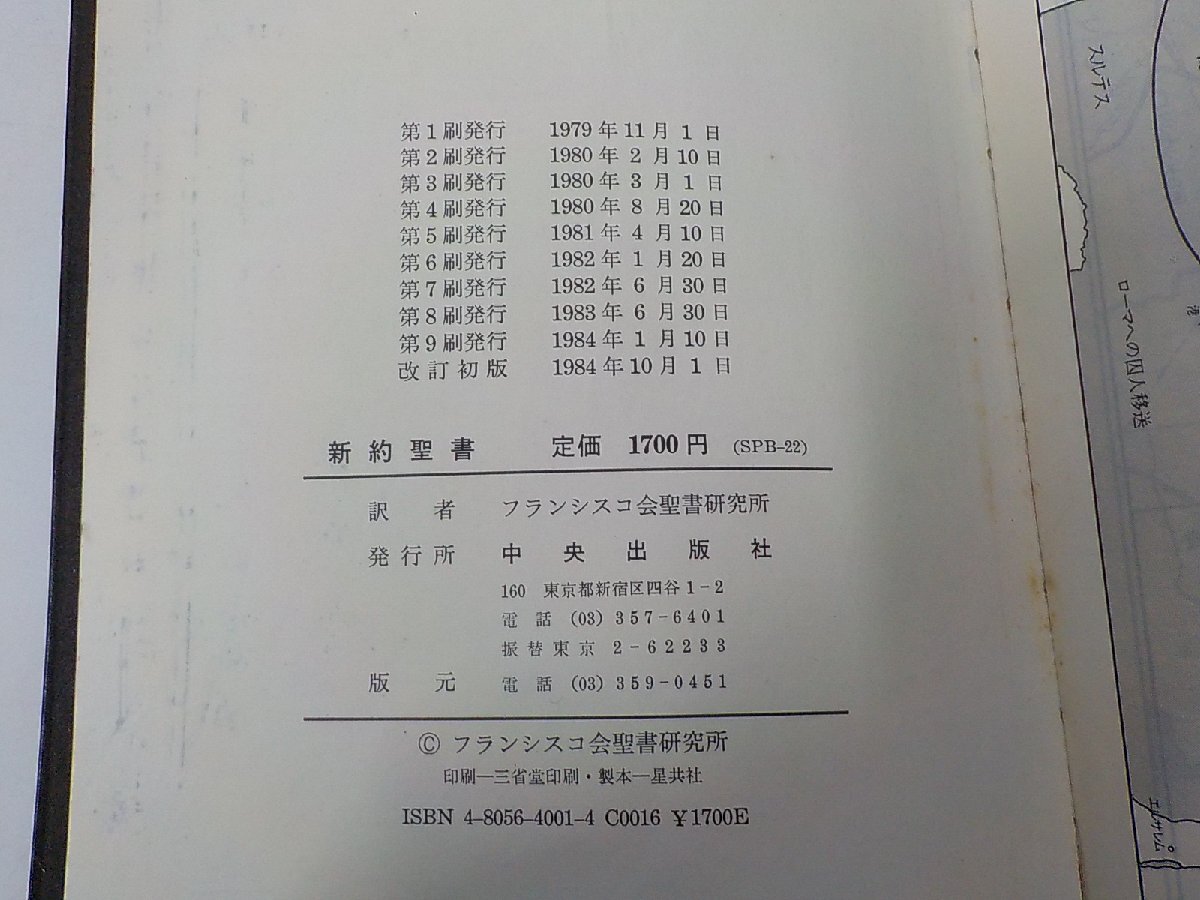 第1刷発行 1979年11月1日
第2刷発行 1980年2月10日
第3刷発行 1980年3月1日
第4刷発行 1980年8月20日
第5刷発行 1981年4月10日
第6刷発行 1982年1月20日
第7刷発行 1982年6月30日
第8刷発行 1983年6月30日
第9刷発行 1984年1月10日
改訂初版 1984年10月1日
新約聖書 定価 1700円 (SPB-22)
訳者 フランシスコ会聖書研究所
発行所 中央出版社
160 東京都新宿区四谷1-2
電話 (03) 357-6401
振替東京 2-62233
版元 電話 (03) 359-0451
© フランシスコ会聖書研究所
印刷―三省堂印刷・製本―星共社
ISBN 4-8056-4001-4 C0016 ¥1700E
スルテス
ローマへの囚人移送
エルサレム